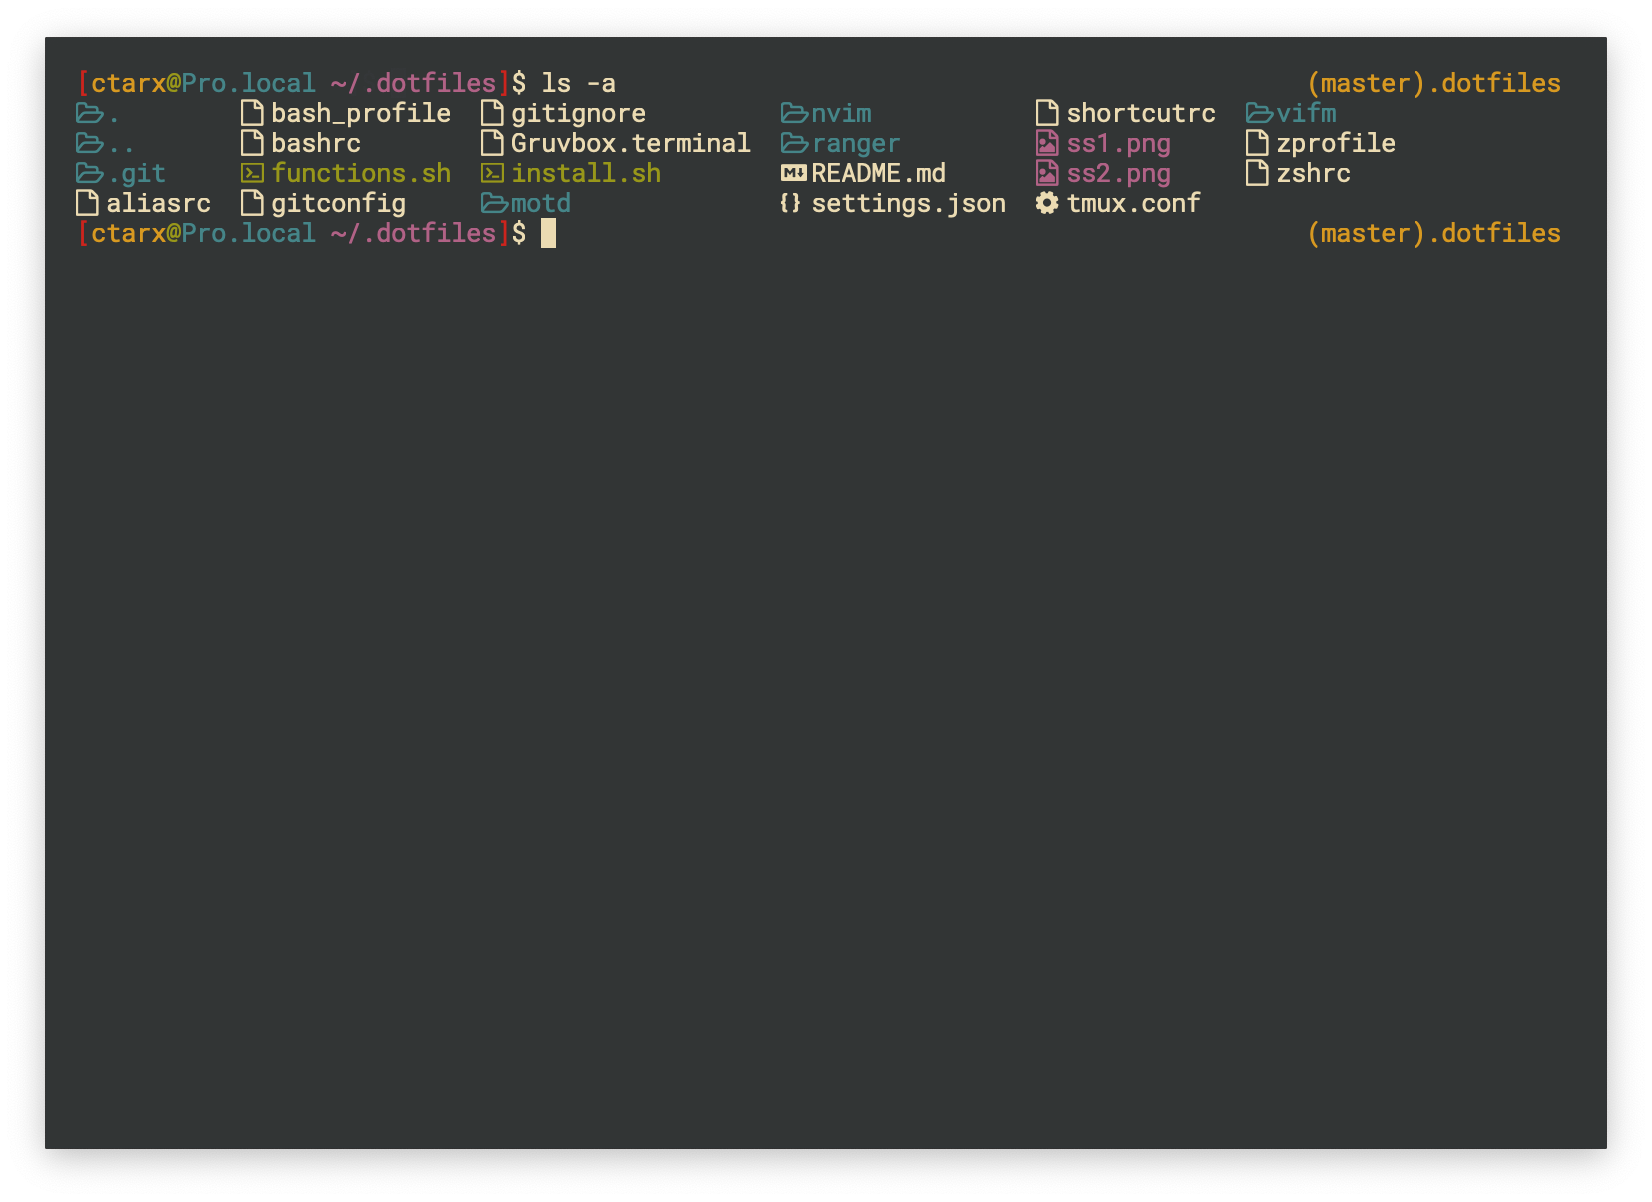 [ctarx@Pro.local ~/.dotfiles]$ ls -a (master).dotfiles
. bash_profile gitignore nvim shortcutrc vifm
.. bashrc Gruvbox.terminal ranger ss1.png zprofile
.git functions.sh install.sh README.md ss2.png zshrc
aliasrc gitconfig motd {} settings.json tmux.conf
[ctarx@Pro.local ~/.dotfiles]$ (master).dotfiles